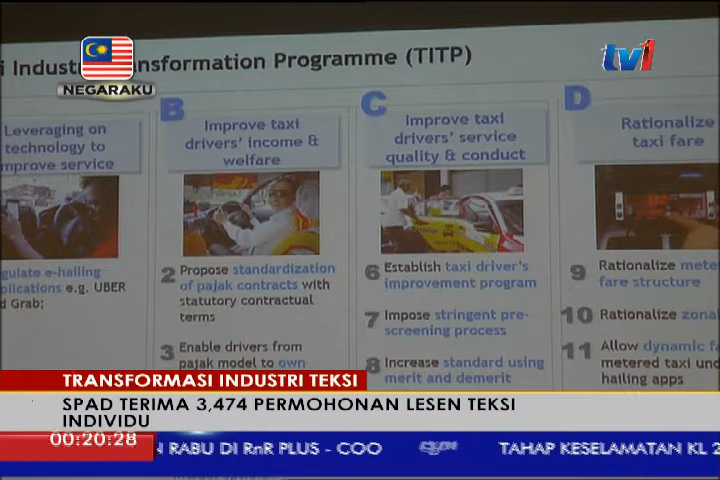 i Industry Transformation Programme (TITP)
tv1
NEGARAKU
Leveraging on
technology to
improve service
B
Improve taxi
drivers' income &
welfare
C
Improve taxi
drivers' service
quality & conduct
D
Rationalize
taxi fare
gulate e-hailing
plications e.g. UBER
d Grab;
2 Propose standardization
of pajak contracts with
statutory contractual
terms
3 Enable drivers from
pajak model to own
6 Establish taxi driver's
improvement program
7 Impose stringent pre-
screening process
8 Increase standard using
merit and demerit
9 Rationalize mete
fare structure
10 Rationalize zona
11 Allow dynamic fa
metered taxi und
hailing apps
TRANSFORMASI INDUSTRI TEKSI
SPAD TERIMA 3,474 PERMOHONAN LESEN TEKSI
INDIVIDU
00:20:28
N RABU DI RnR PLUS - COO
TAHAP KESELAMATAN KL 2